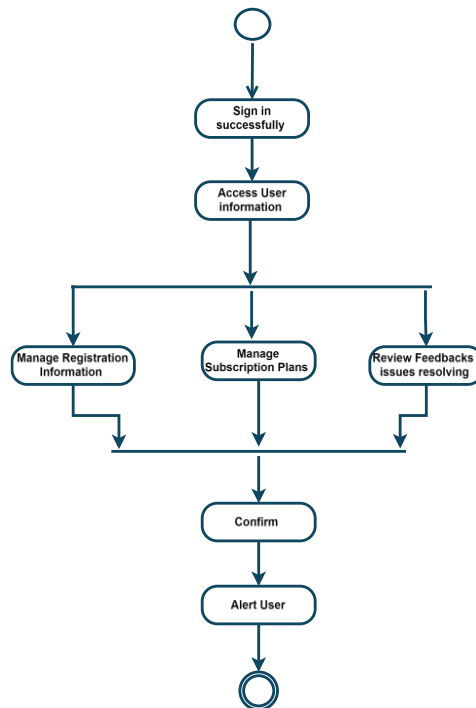 Sign in
successfully
Access User
information
Manage Registration
Information
Manage
Subscription Plans
Review Feedbacks
issues resolving
Confirm
Alert User